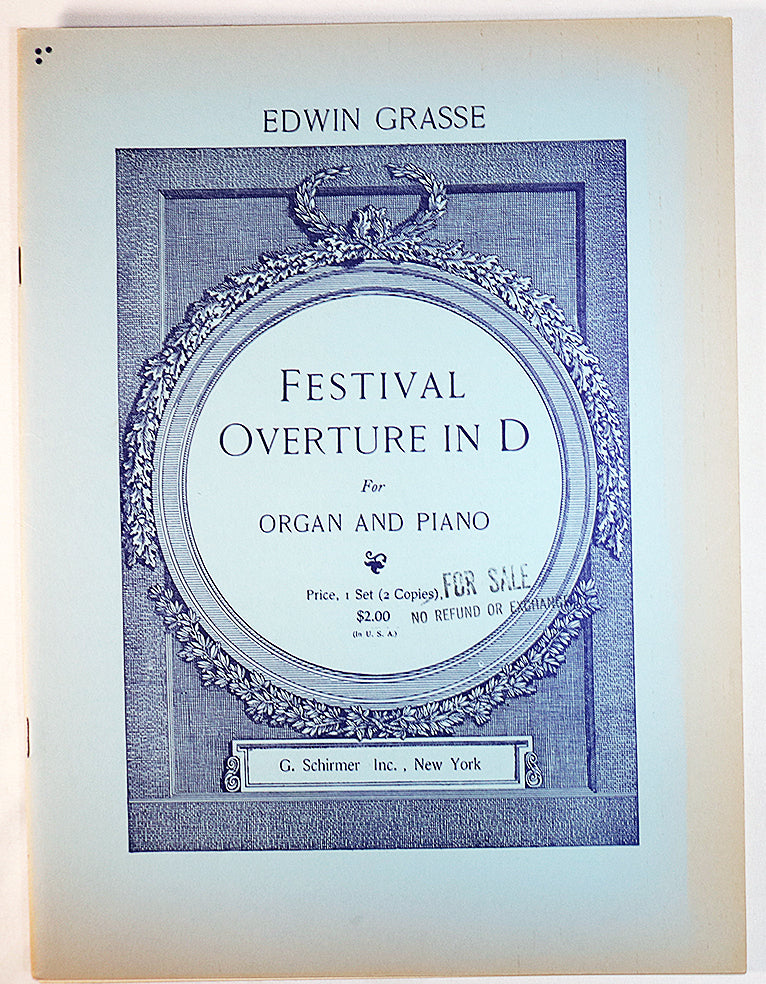 EDWIN GRASSE
FESTIVAL
OVERTURE IN D
For
ORGAN AND PIANO
Price, 1 Set (2 Copies),
$2.00
(In U. S. A.)
FOR SALE
NO REFUND OR EXCHANGE
G. Schirmer Inc., New York